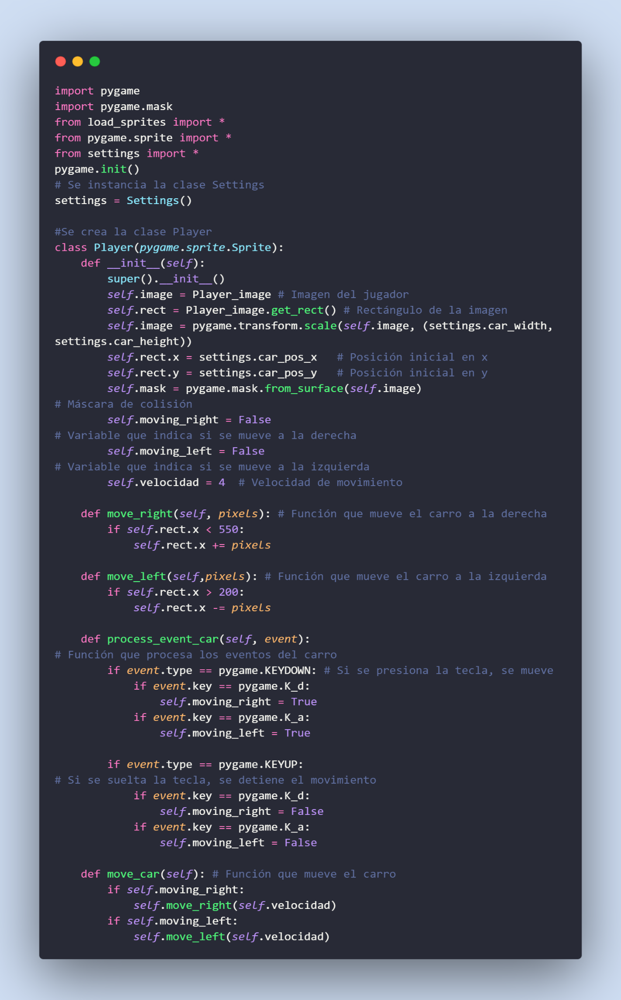 import pygame
import pygame.mask
from load_sprites import *
from pygame.sprite import *
from settings import *
pygame.init()
# Se instancia la clase Settings
settings = Settings()

#Se crea la clase Player
class Player(pygame.sprite.Sprite):
    def __init__(self):
        super().__init__()
        self.image = Player_image # Imagen del jugador
        self.rect = Player_image.get_rect() # Rectángulo de la imagen
        self.image = pygame.transform.scale(self.image, (settings.car_width,
settings.car_height))
        self.rect.x = settings.car_pos_x   # Posición inicial en x
        self.rect.y = settings.car_pos_y   # Posición inicial en y
        self.mask = pygame.mask.from_surface(self.image)
# Máscara de colisión
        self.moving_right = False
# Variable que indica si se mueve a la derecha
        self.moving_left = False
# Variable que indica si se mueve a la izquierda
        self.velocidad = 4  # Velocidad de movimiento

    def move_right(self, pixels): # Función que mueve el carro a la derecha
        if self.rect.x < 550:
            self.rect.x += pixels

    def move_left(self,pixels): # Función que mueve el carro a la izquierda
        if self.rect.x > 200:
            self.rect.x -= pixels

    def process_event_car(self, event):
# Función que procesa los eventos del carro
        if event.type == pygame.KEYDOWN: # Si se presiona la tecla, se mueve
            if event.key == pygame.K_d:
                self.moving_right = True
            if event.key == pygame.K_a:
                self.moving_left = True

        if event.type == pygame.KEYUP:
# Si se suelta la tecla, se detiene el movimiento
            if event.key == pygame.K_d:
                self.moving_right = False
            if event.key == pygame.K_a:
                self.moving_left = False

    def move_car(self): # Función que mueve el carro
        if self.moving_right:
            self.move_right(self.velocidad)
        if self.moving_left:
            self.move_left(self.velocidad)